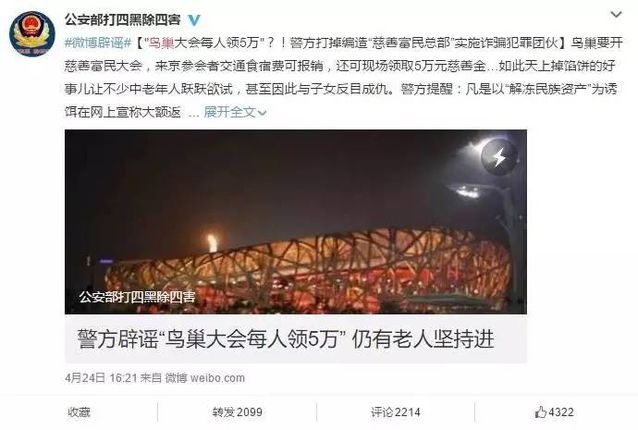 公安部打四黑除四害
#微博辟谣#【"鸟巢大会每人领5万"？！警方打掉编造“慈善富民总部”实施诈骗犯罪团伙】鸟巢要开
慈善富民大会，来京参会者交通食宿费可报销，还可现场领取5万元慈善金...如此天上掉馅饼的好
事儿让不少中老年人跃跃欲试，甚至因此与子女反目成仇。警方提醒：凡是以“解冻民族资产”为诱
饵在网上宣称大额返 ... 展开全文
公安部打四黑除四害
警方辟谣“鸟巢大会每人领5万” 仍有老人坚持进
4月24日 16:21 来自 微博 weibo.com
收藏 转发 2099 评论 2214 4322